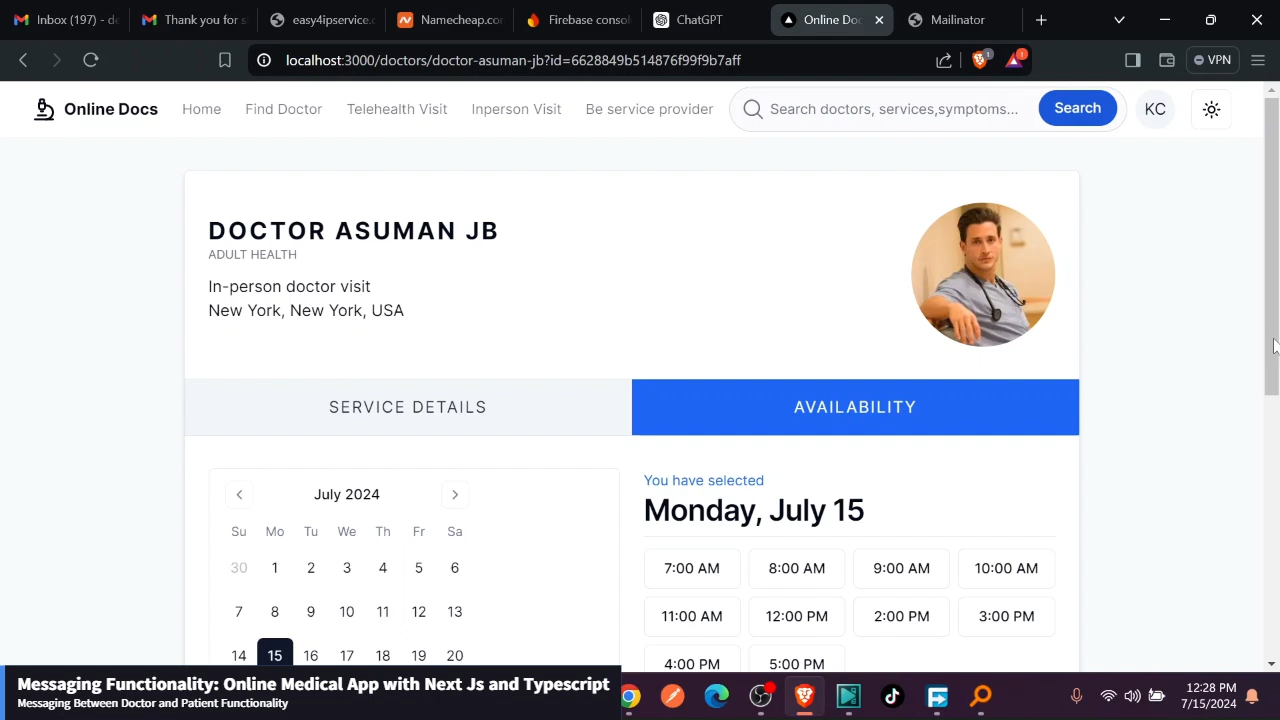 Inbox (197) - de
Thank you for s
easy4ipservice.c
Namecheap.com
Firebase consol
ChatGPT
Online Doc
Mailinator
localhost:3000/doctors/doctor-asuman-jb?id=6628849b514876f99f9b7aff
1
1
VPN
Online Docs
Home
Find Doctor
Telehealth Visit
Inperson Visit
Be service provider
Search doctors, services,symptoms...
Search
KC
DOCTOR ASUMAN JB
ADULT HEALTH
In-person doctor visit
New York, New York, USA
SERVICE DETAILS
AVAILABILITY
July 2024
Su Mo Tu We Th Fr Sa
30 1 2 3 4 5 6
7 8 9 10 11 12 13
14 15 16 17 18 19 20
You have selected
Monday, July 15
7:00 AM 8:00 AM 9:00 AM 10:00 AM
11:00 AM 12:00 PM 2:00 PM 3:00 PM
4:00 PM 5:00 PM
Messaging Functionality: Online Medical App with Next Js and Typescript
Messaging Between Doctor and Patient Functionality
12:28 PM
7/15/2024